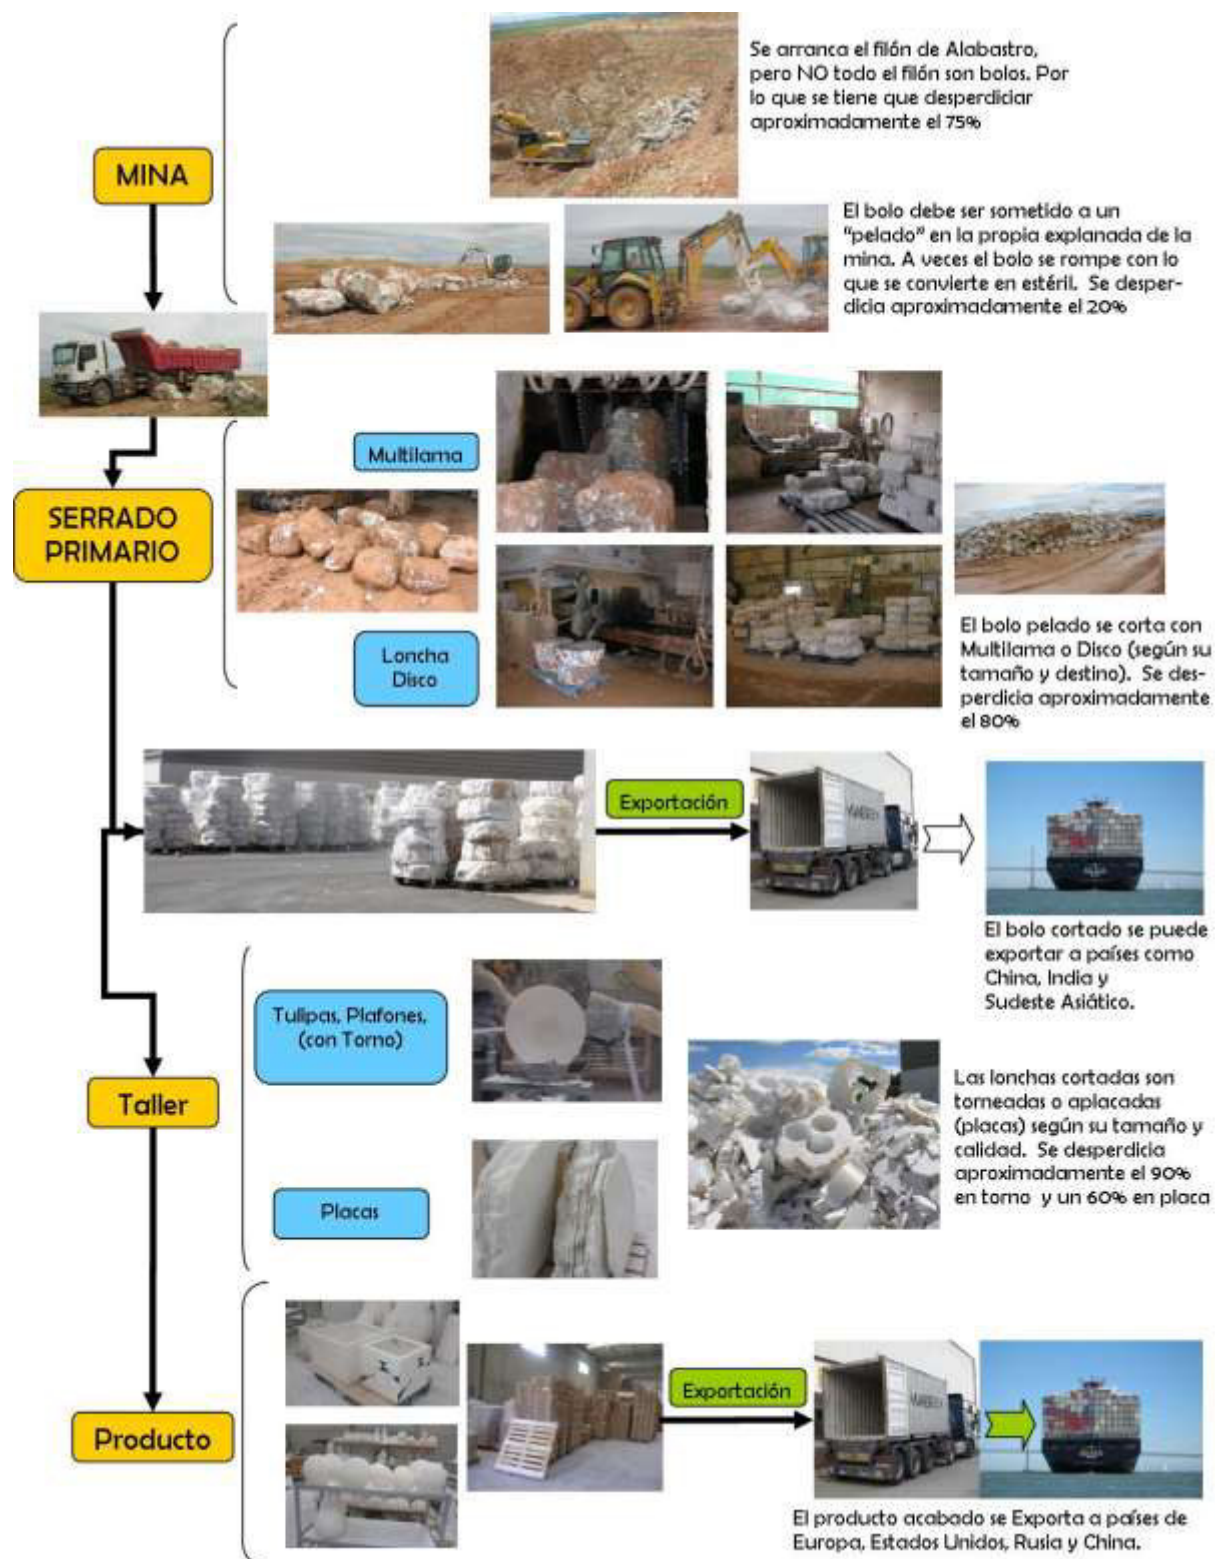 Se arranca el filón de Alabastro,
pero NO todo el filón son bolos. Por
lo que se tiene que desperdiciar
aproximadamente el 75%
MINA
El bolo debe ser sometido a un
"pelado" en la propia explanada de la
mina. A veces el bolo se rompe con lo
que se convierte en estéril. Se desper-
dicia aproximadamente el 20%
Multilama
SERRADO
PRIMARIO
Loncha
Disco
El bolo pelado se corta con
Multilama o Disco (según su
tamaño y destino). Se des-
perdicia aproximadamente
el 80%
Exportación
El bolo cortado se puede
exportar a países como
China, India y
Sudeste Asiático.
Tulipas, Plafones,
(con Torno)
Taller
Las lonchas cortadas son
torneadas o aplacadas
(placas) según su tamaño y
calidad. Se desperdicia
aproximadamente el 90%
en torno y un 60% en placa
Placas
Exportación
Producto
El producto acabado se Exporta a países de
Europa, Estados Unidos, Rusia y China.